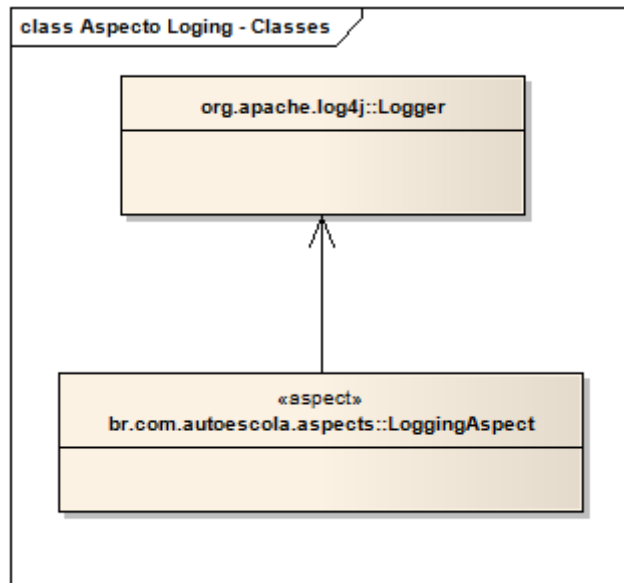 class Aspecto Loging - Classes
org.apache.log4j::Logger
«aspect»
br.com.autoescola.aspects::LoggingAspect